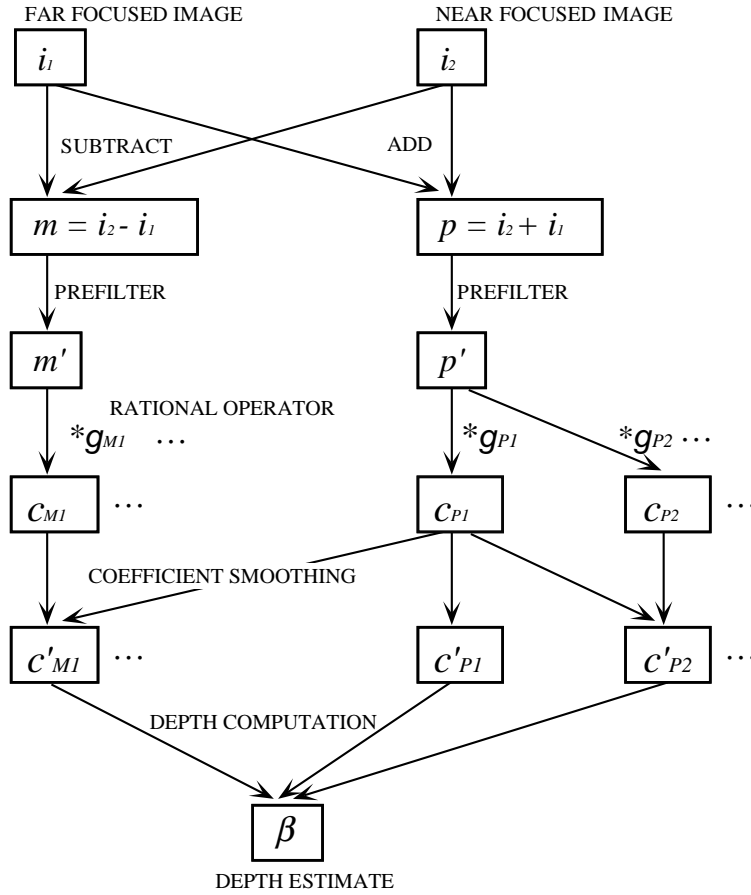 FAR FOCUSED IMAGE NEAR FOCUSED IMAGE
i1 i2
SUBTRACT ADD
m = i2 - i1 p = i2 + i1
PREFILTER PREFILTER
m' p'
RATIONAL OPERATOR
*gM1 … *gP1 *gP2 …
cM1 … cP1 cP2 …
COEFFICIENT SMOOTHING
c'M1 … c'P1 c'P2 …
DEPTH COMPUTATION
β
DEPTH ESTIMATE